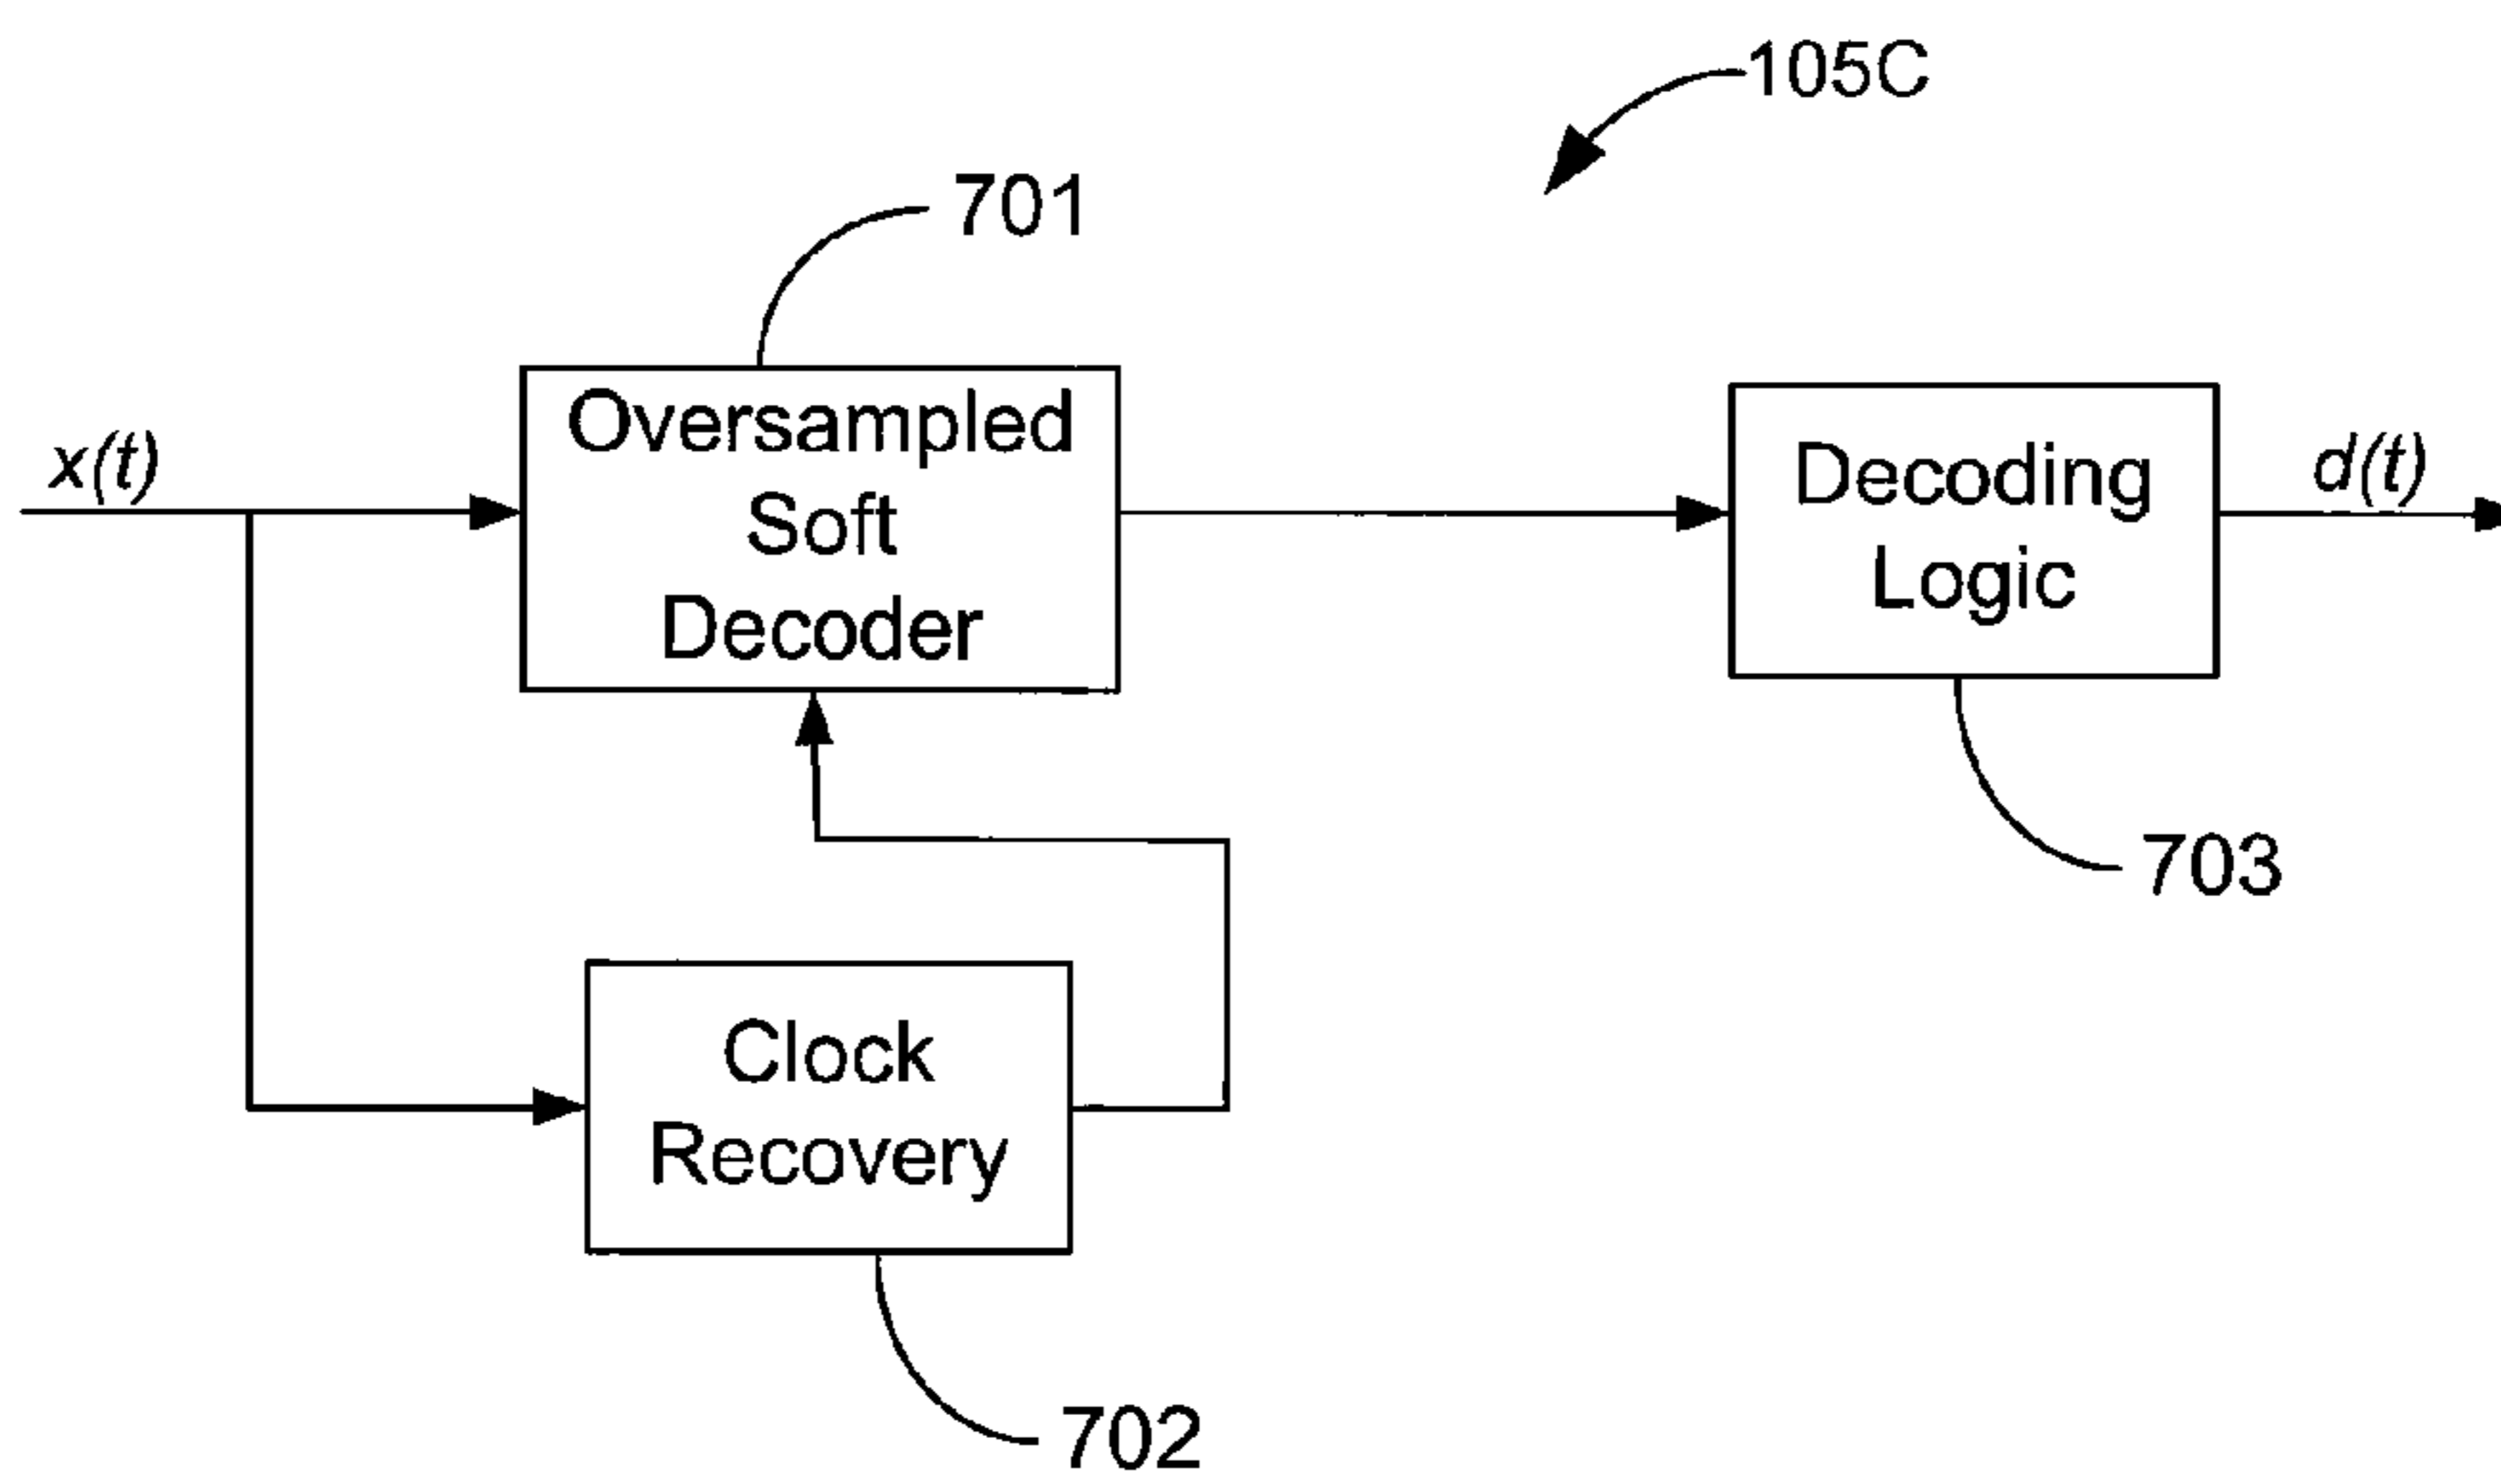 105C
701
x(t)
Oversampled
Soft
Decoder
Decoding
Logic
d(t)
703
Clock
Recovery
702